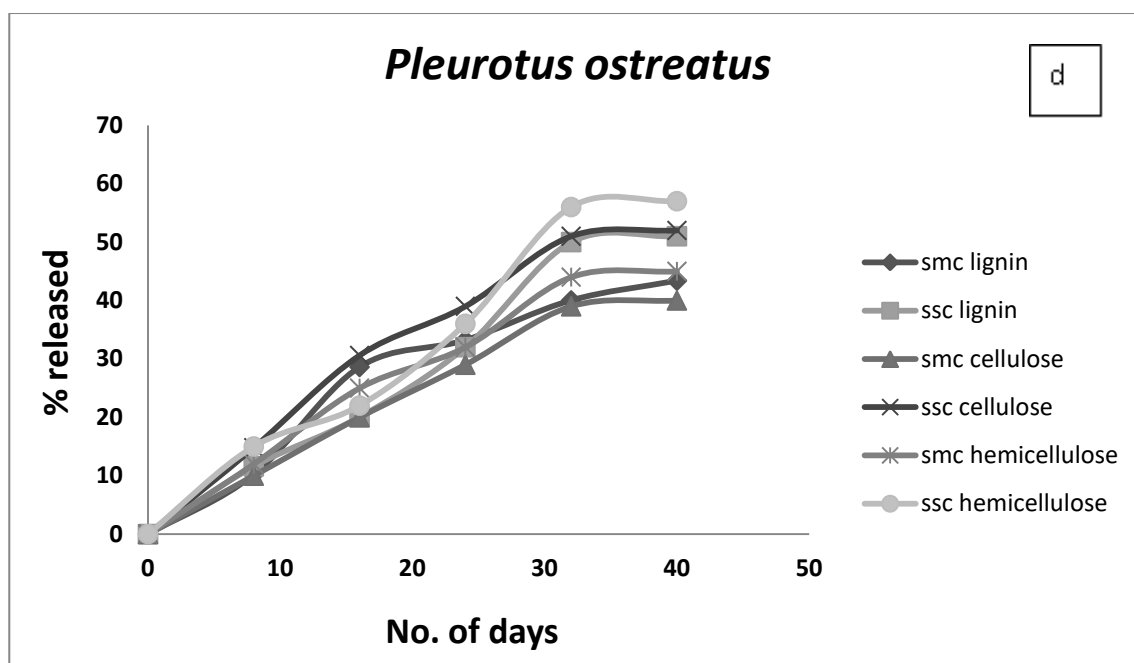 Pleurotus ostreatus
d
70
60
50
40
30
20
10
0
% released
0 10 20 30 40 50
No. of days
smc lignin
ssc lignin
smc cellulose
ssc cellulose
smc hemicellulose
ssc hemicellulose